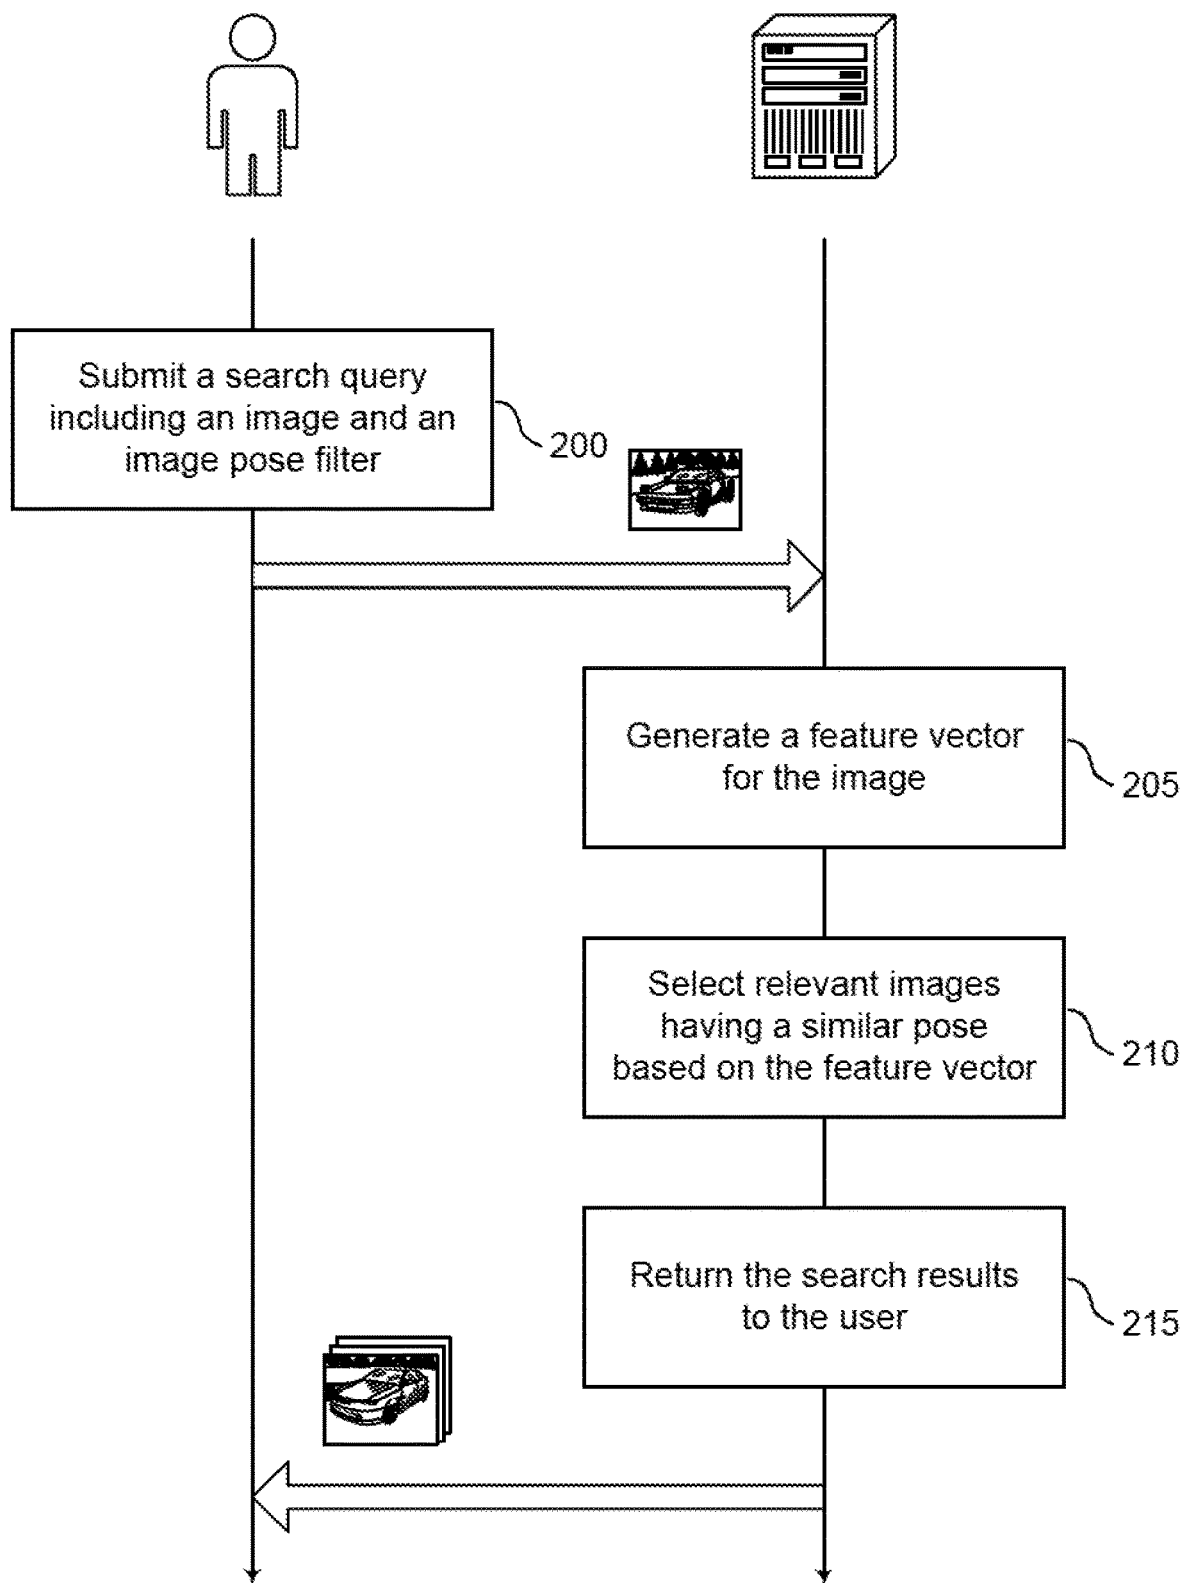 Submit a search query
including an image and an
image pose filter
200
Generate a feature vector
for the image
205
Select relevant images
having a similar pose
based on the feature vector
210
Return the search results
to the user
215